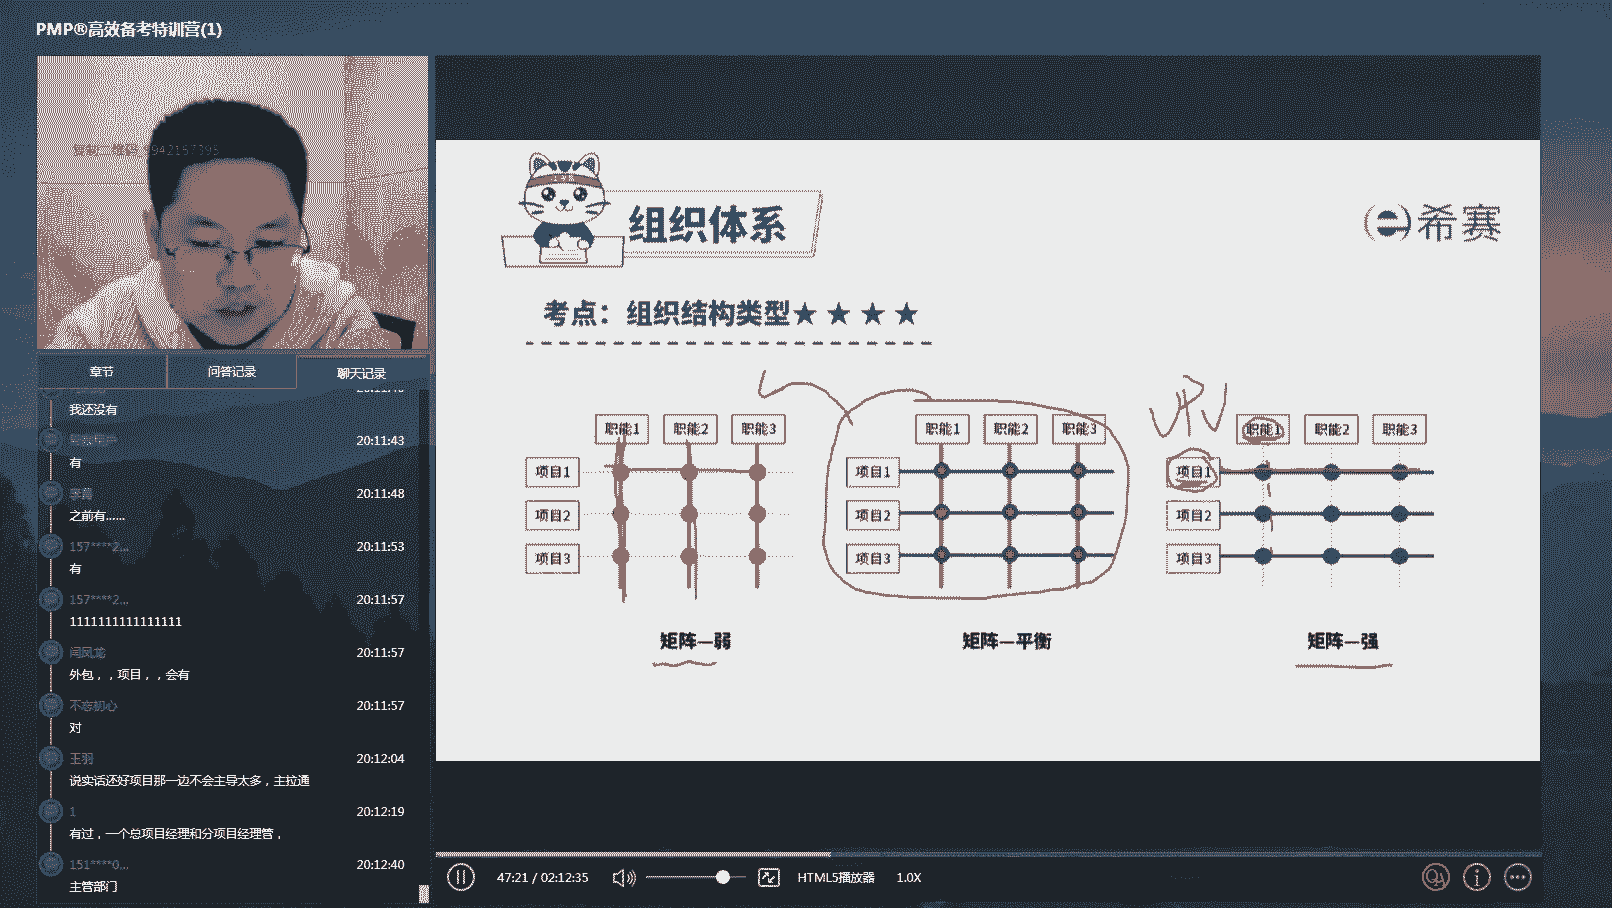 PMP®高效备考特训营(1)
942157395
章节
问答记录
聊天记录
我还没有
20:11:43
有
20:11:48
之前有……
157****2...
20:11:53
有
157****2...
20:11:57
1111111111111111
闫凤龙
20:11:57
外包，，项目，，会有
不忘初心
20:11:57
对
王羽
20:12:04
说实话还好项目那一边不会主导太多，主拉通
1
20:12:19
有过，一个总项目经理和分项目经理管，
151****0...
20:12:40
主管部门
组织体系
希赛
考点：组织结构类型★ ★ ★ ★
职能1
职能2
职能3
项目1
项目2
项目3
矩阵—弱
职能1
职能2
职能3
项目1
项目2
项目3
矩阵—平衡
职能1
职能2
职能3
项目1
项目2
项目3
矩阵—强
47:21 / 02:12:35
HTML5播放器
1.0X